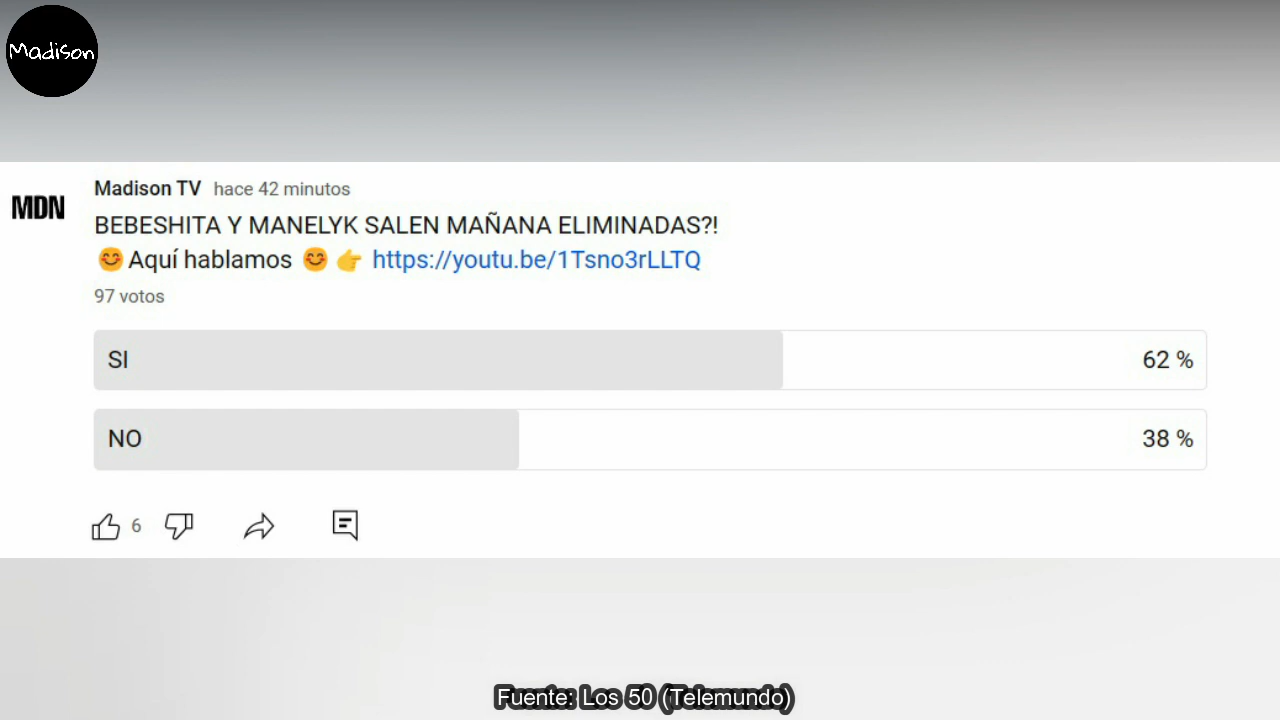 Madison
MDN
Madison TV hace 42 minutos
BEBESHITA Y MANELYK SALEN MAÑANA ELIMINADAS?!
😊Aquí hablamos 😊 👉 https://youtu.be/1Tsno3rLLTQ
97 votos
SI 62 %
NO 38 %
6
Fuente: Los 50 (Telemundo)